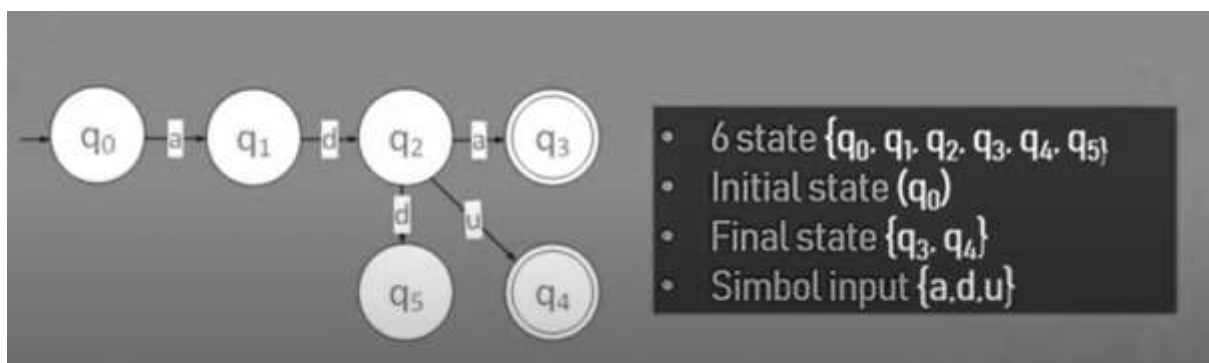 q0 a q1 d q2 a q3
d u
q5 q4
• 6 state {q0. q1. q2. q3. q4. q5}
• Initial state (q0)
• Final state {q3. q4}
• Simbol input {a.d.u}